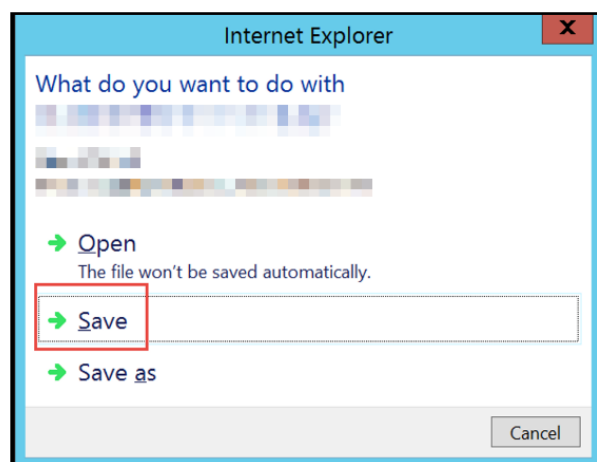 Internet Explorer
X
What do you want to do with
Open
The file won't be saved automatically.
Save
Save as
Cancel